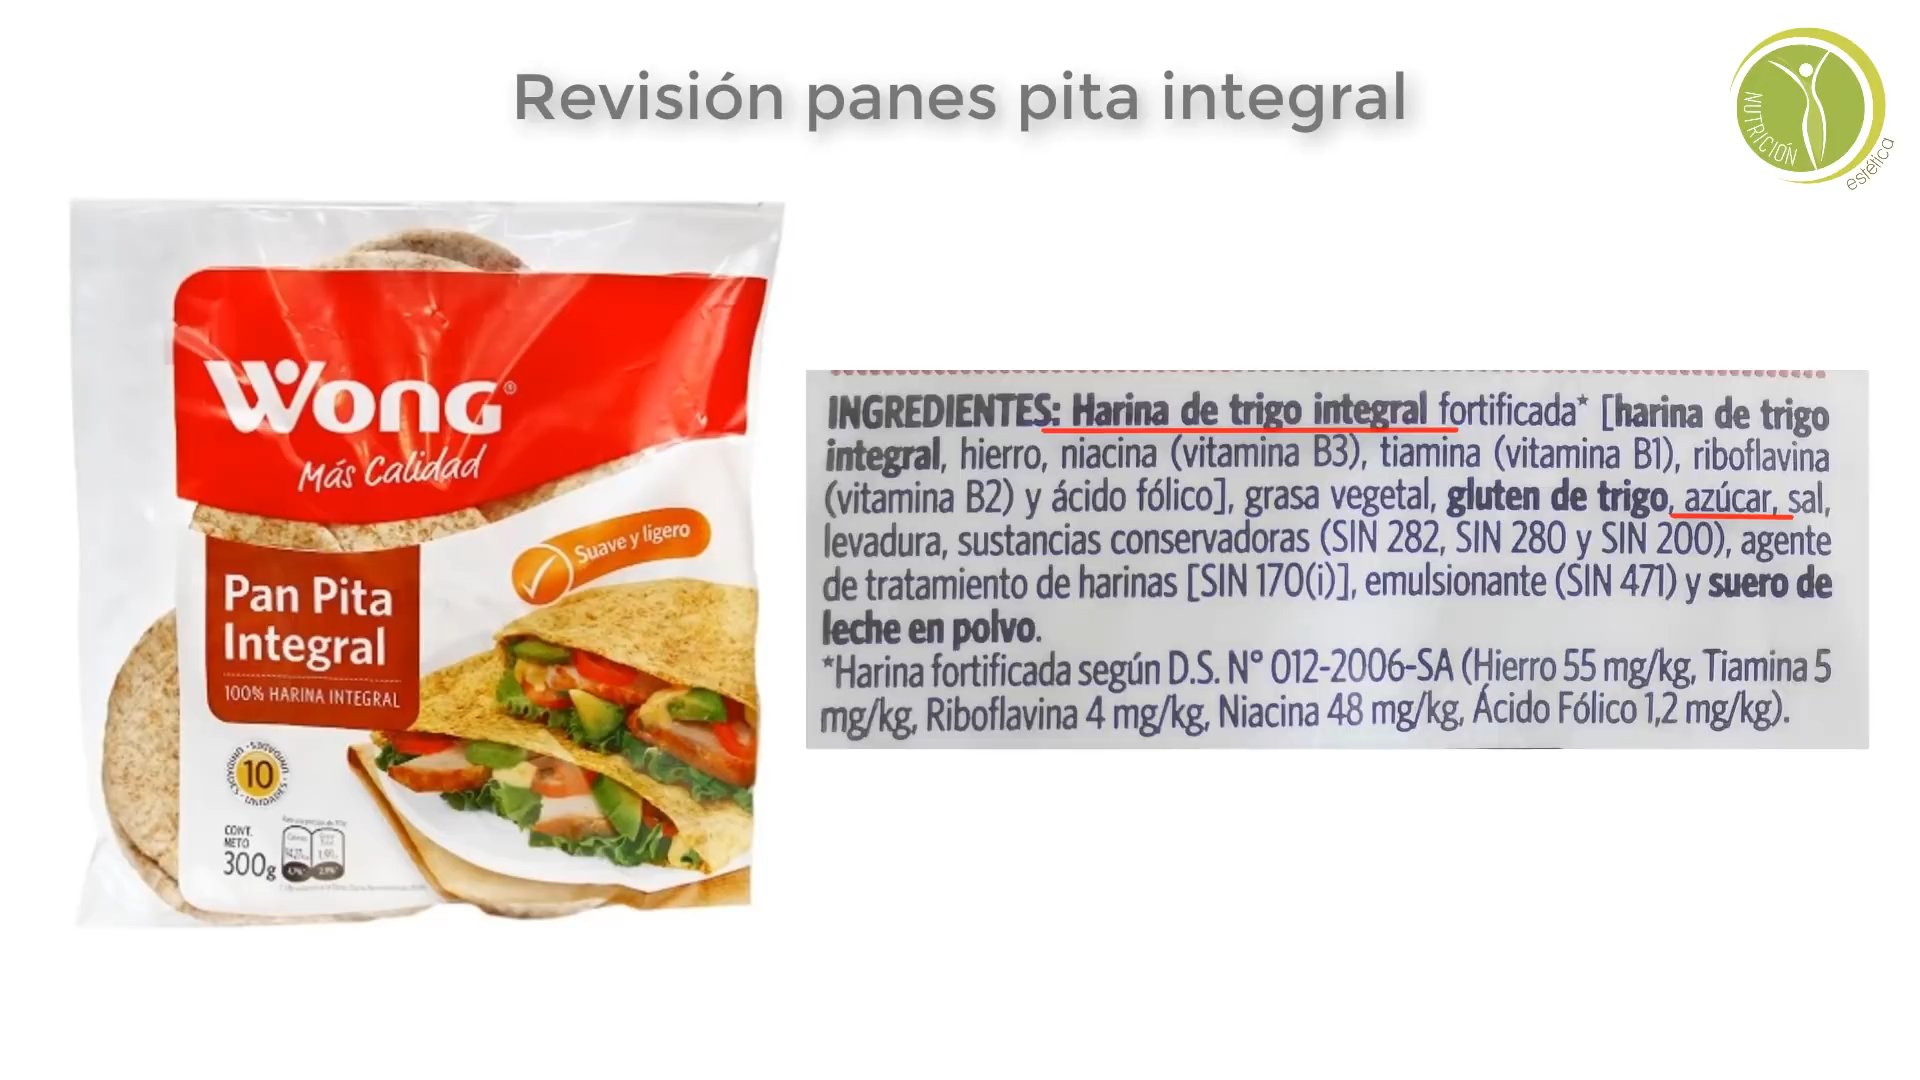 Revisión panes pita integral
NUTRICIÓN
estética
WONG®
Más Calidad
Suave y ligero
Pan Pita
Integral
100% HARINA INTEGRAL
10
UNIDADES
CONT.
NETO
300g
INGREDIENTES: Harina de trigo integral fortificada* [harina de trigo
integral, hierro, niacina (vitamina B3), tiamina (vitamina B1), riboflavina
(vitamina B2) y ácido fólico], grasa vegetal, gluten de trigo, azúcar, sal,
levadura, sustancias conservadoras (SIN 282, SIN 280 y SIN 200), agente
de tratamiento de harinas [SIN 170(i)], emulsionante (SIN 471) y suero de
leche en polvo.
*Harina fortificada según D.S. N° 012-2006-SA (Hierro 55 mg/kg, Tiamina 5
mg/kg, Riboflavina 4 mg/kg, Niacina 48 mg/kg, Ácido Fólico 1,2 mg/kg).